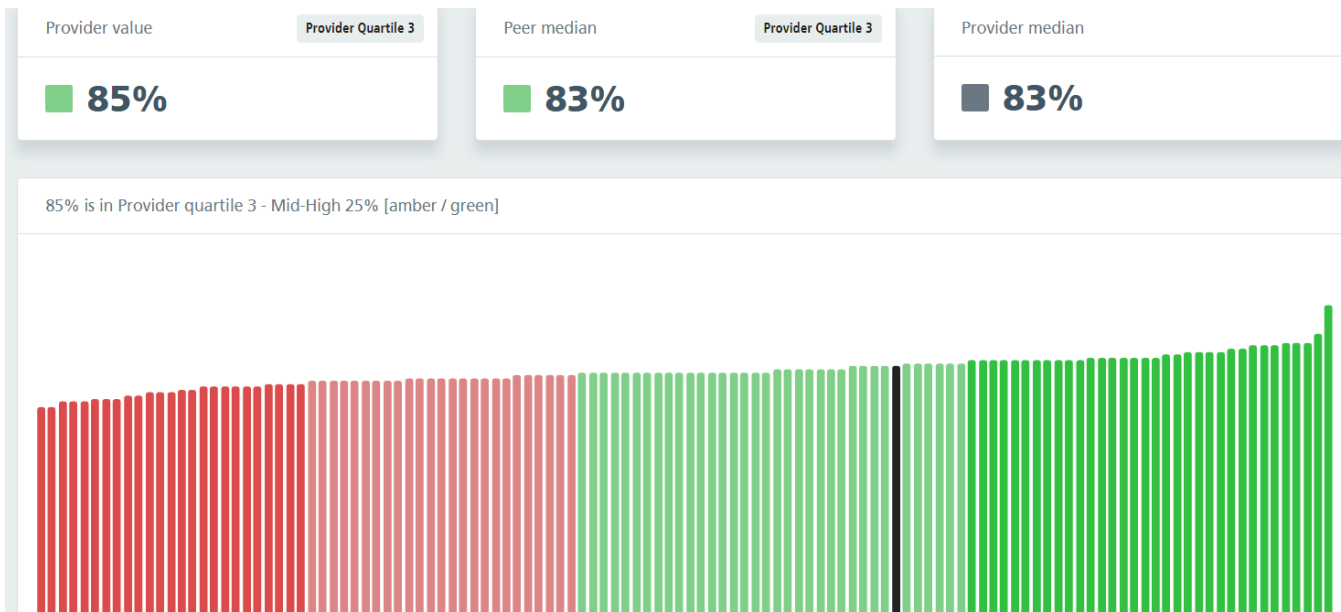 Provider value
Provider Quartile 3
Peer median
Provider Quartile 3
Provider median
85%
83%
83%
85% is in Provider quartile 3 - Mid-High 25% [amber / green]